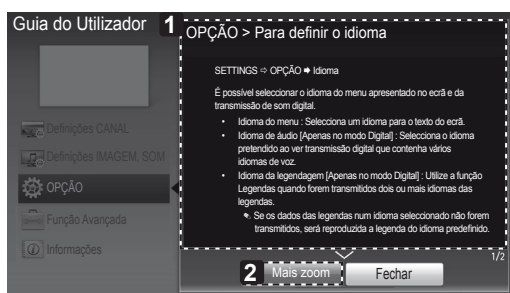 Guia do Utilizador
1
OPÇÃO > Para definir o idioma
SETTINGS ⇨ OPÇÃO ➡ Idioma
É possível seleccionar o idioma do menu apresentado no ecrã e da
transmissão de som digital.
• Idioma do menu : Selecciona um idioma para o texto do ecrã.
• Idioma de áudio [Apenas no modo Digital] : Selecciona o idioma
pretendido ao ver transmissão digital que contenha vários
idiomas de voz.
• Idioma da legendagem [Apenas no modo Digital] : Utilize a função
Legendas quando forem transmitidos dois ou mais idiomas das
legendas.
Se os dados das legendas num idioma seleccionado não forem
transmitidos, será reproduzida a legenda do idioma predefinido.
Definições CANAL
Definições IMAGEM, SOM
OPÇÃO
Função Avançada
Informações
1/2
2
Mais zoom
Fechar